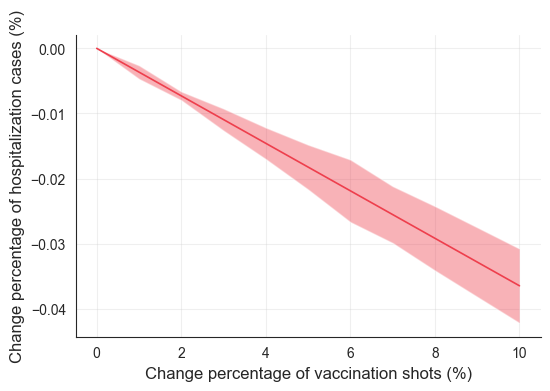 Change percentage of hospitalization cases (%)
0.00
−0.01
−0.02
−0.03
−0.04
0 2 4 6 8 10
Change percentage of vaccination shots (%)